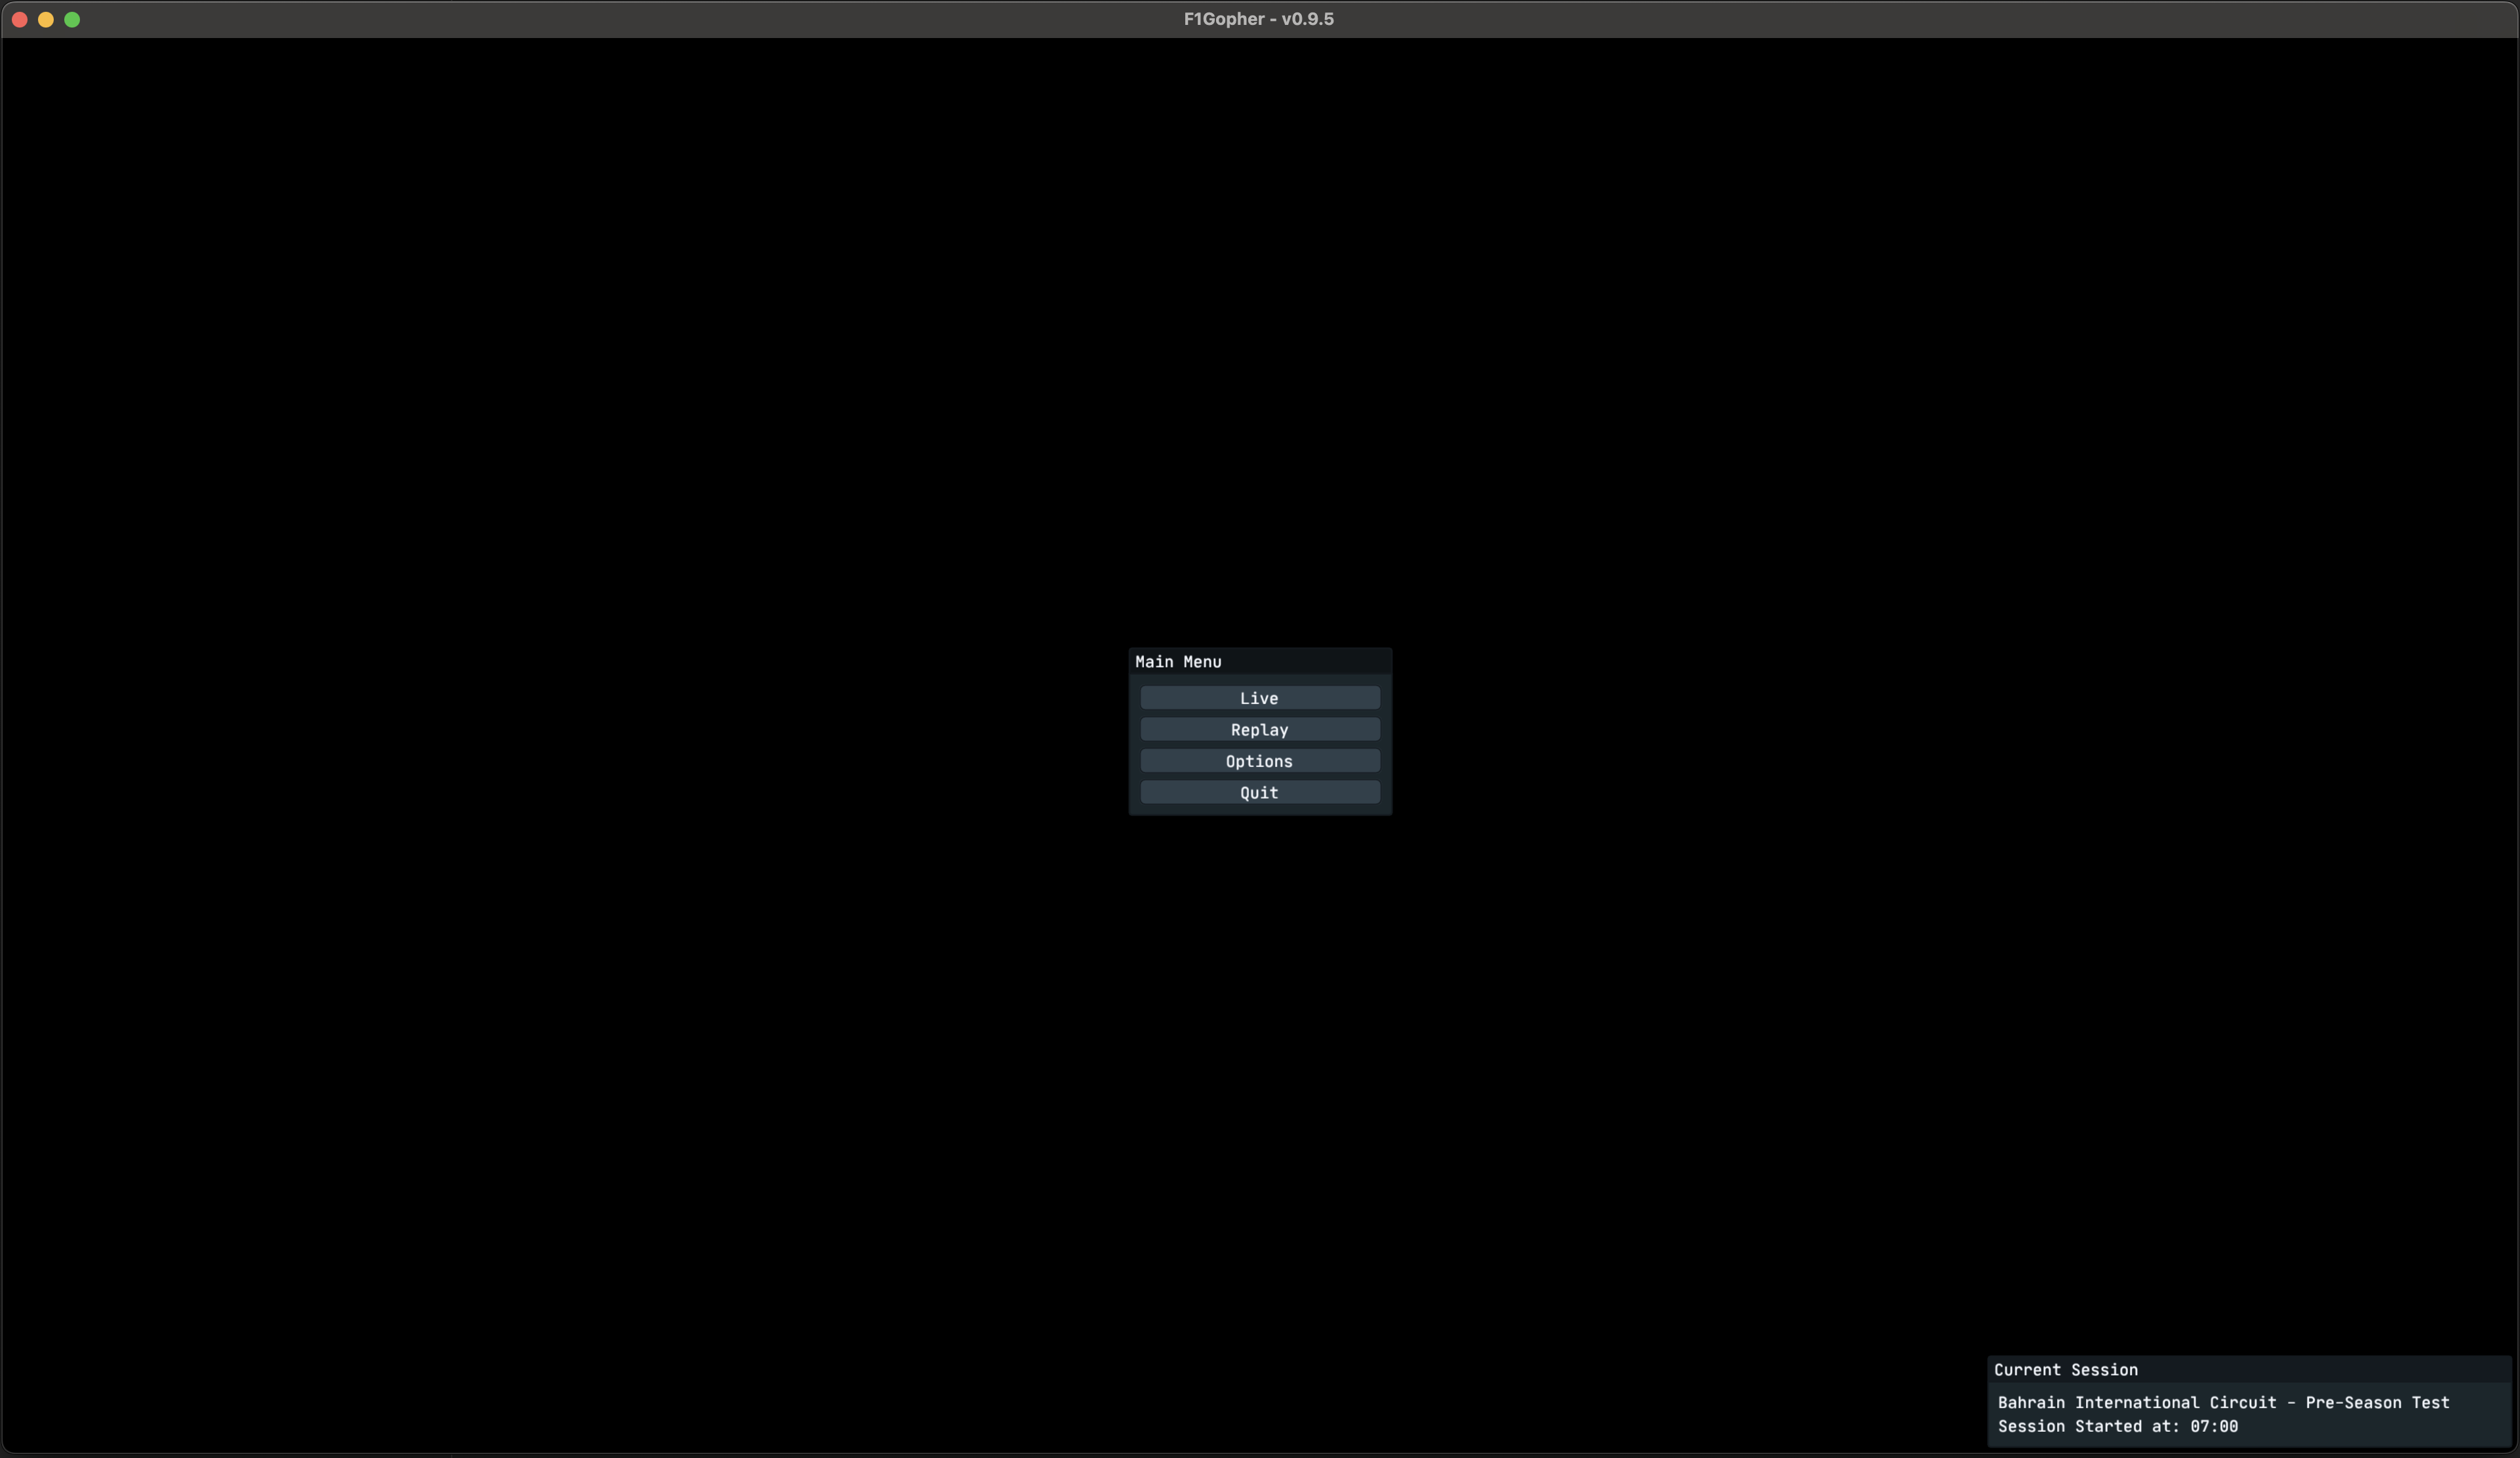 F1Gopher - v0.9.5
Main Menu
Live
Replay
Options
Quit
Current Session
Bahrain International Circuit - Pre-Season Test
Session Started at: 07:00